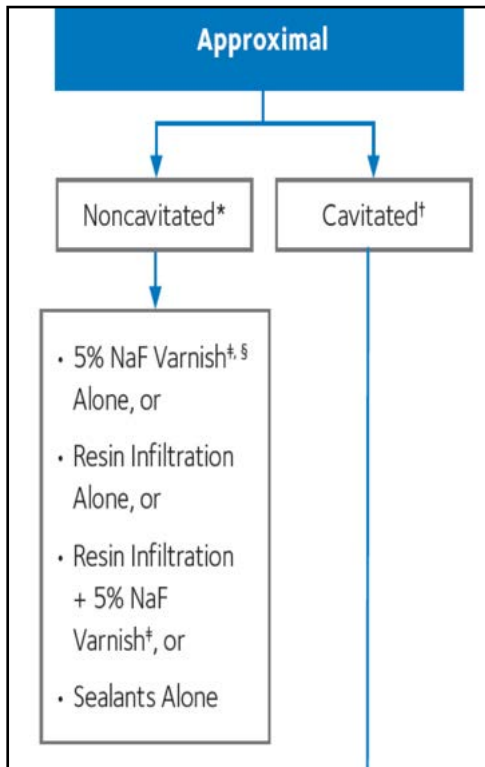 Approximal
Noncavitated*
Cavitated†
• 5% NaF Varnish‡, §
Alone, or
• Resin Infiltration
Alone, or
• Resin Infiltration
+ 5% NaF
Varnish‡, or
• Sealants Alone